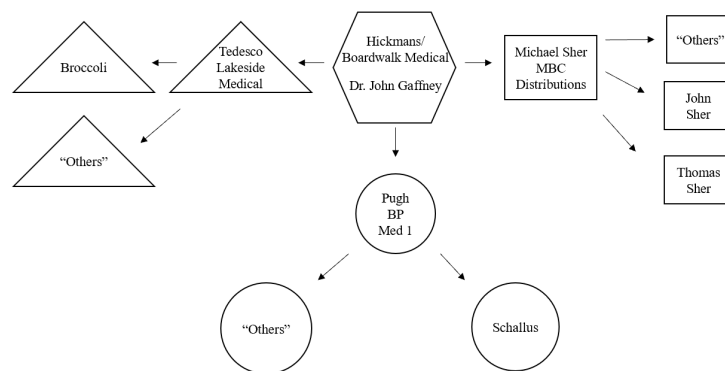 Broccoli
Tedesco
Lakeside
Medical
Hickmans/
Boardwalk Medical
Dr. John Gaffney
Michael Sher
MBC
Distributions
“Others”
John
Sher
Thomas
Sher
“Others”
Pugh
BP
Med 1
“Others”
Schallus